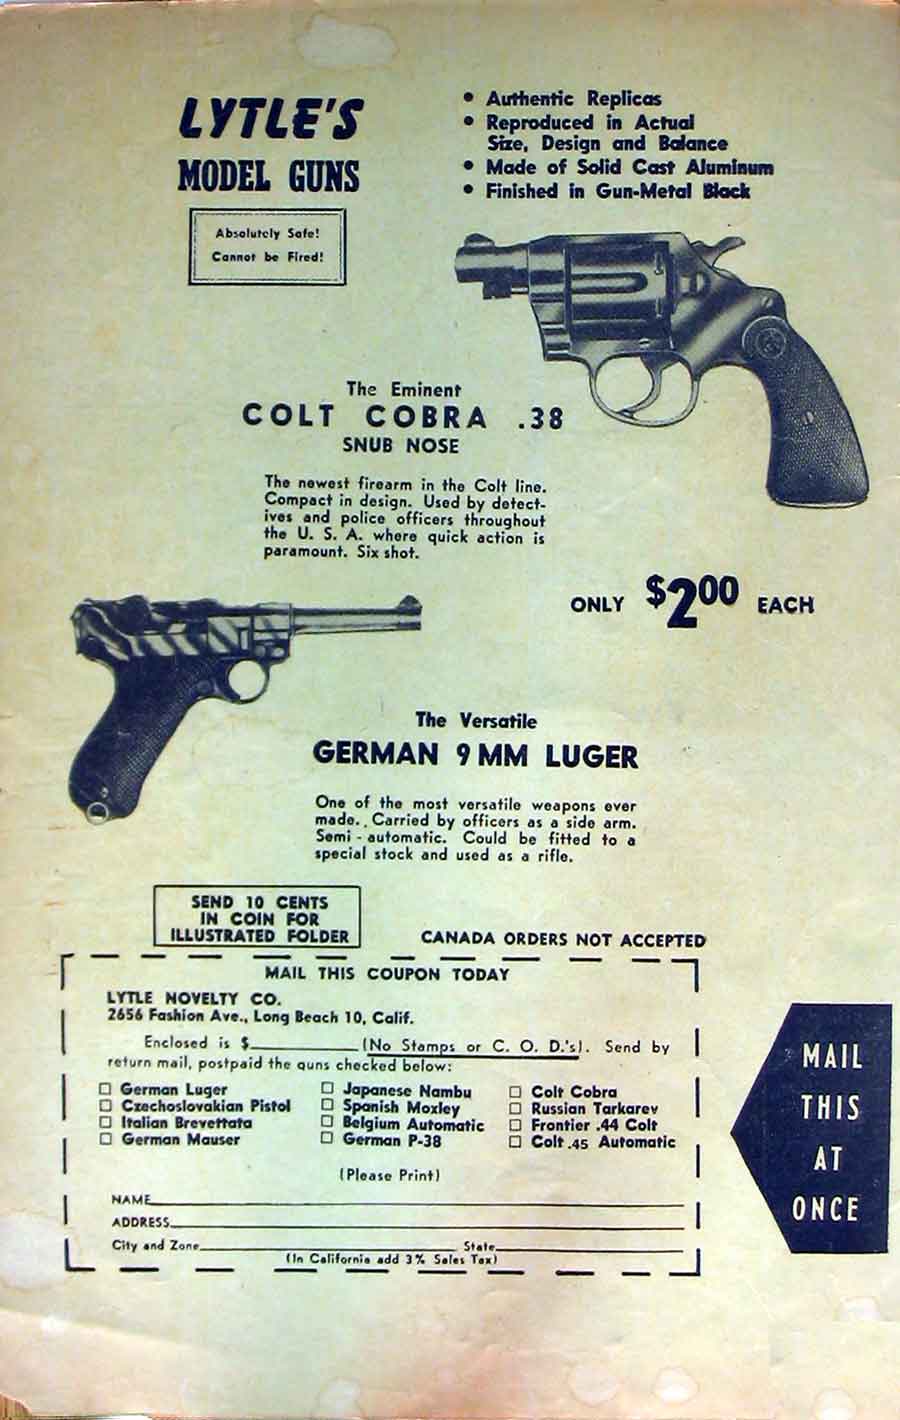 LYTLE'S
MODEL GUNS
Absolutely Safe!
Cannot be Fired!
• Authentic Replicas
• Reproduced in Actual
Size, Design and Balance
• Made of Solid Cast Aluminum
• Finished in Gun-Metal Black
The Eminent
COLT COBRA .38
SNUB NOSE
The newest firearm in the Colt line.
Compact in design. Used by detect-
ives and police officers throughout
the U. S. A. where quick action is
paramount. Six shot.
ONLY $2.00 EACH
The Versatile
GERMAN 9 MM LUGER
One of the most versatile weapons ever
made. Carried by officers as a side arm.
Semi - automatic. Could be fitted to a
special stock and used as a rifle.
SEND 10 CENTS
IN COIN FOR
ILLUSTRATED FOLDER
CANADA ORDERS NOT ACCEPTED
MAIL THIS COUPON TODAY
LYTLE NOVELTY CO.
2656 Fashion Ave., Long Beach 10, Calif.
Enclosed is $__________ (No Stamps or C. O. D.'s). Send by
return mail, postpaid the guns checked below:
☐ German Luger ☐ Japanese Nambu ☐ Colt Cobra
☐ Czechoslovakian Pistol ☐ Spanish Moxley ☐ Russian Tarkarev
☐ Italian Brevettata ☐ Belgium Automatic ☐ Frontier .44 Colt
☐ German Mauser ☐ German P-38 ☐ Colt .45 Automatic
(Please Print)
NAME
ADDRESS
City and Zone__________ State__________
(In California add 3% Sales Tax)
MAIL
THIS
AT
ONCE